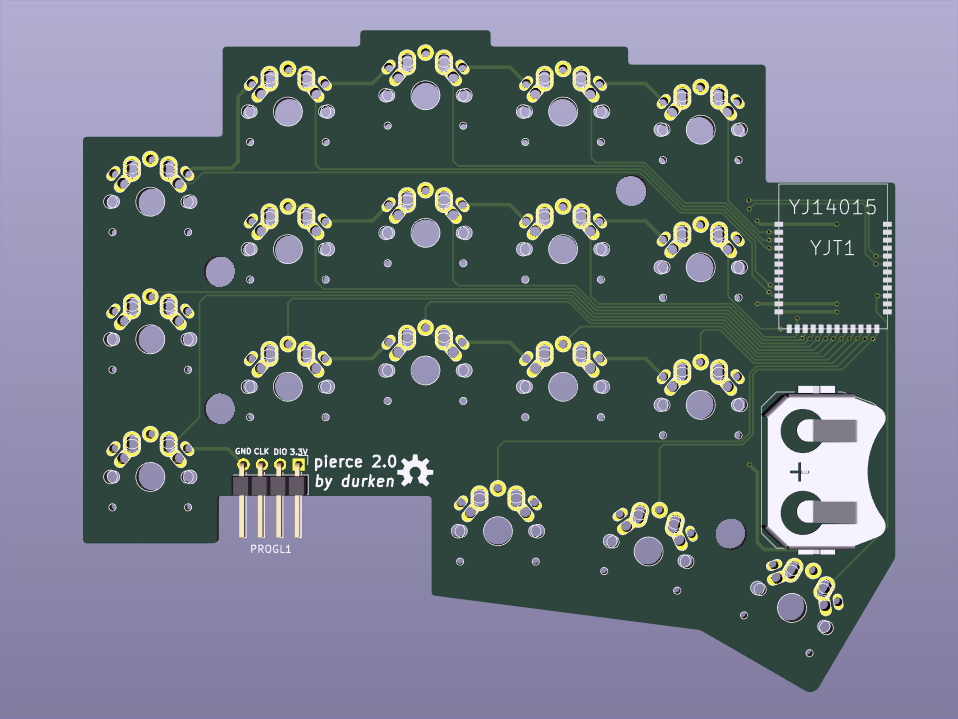 YJ14015
YJT1
GND CLK DIO 3.3V
pierce 2.0
by durken
PROGL1